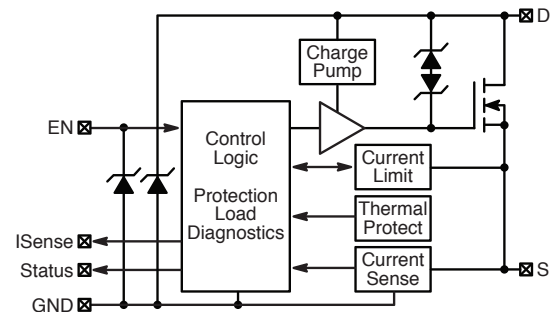 D
Charge
Pump
EN
Control
Logic
Protection
Load
Diagnostics
Current
Limit
Thermal
Protect
ISense
Status
Current
Sense
S
GND